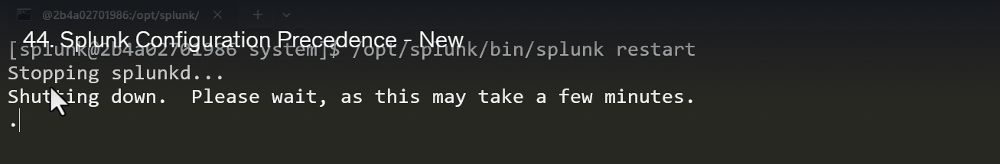 @2b4a02701986:/opt/splunk/
44. Splunk Configuration Precedence - New
[splunk@2b4a02701986 system]$ /opt/splunk/bin/splunk restart
Stopping splunkd...
Shutting down.  Please wait, as this may take a few minutes.
.